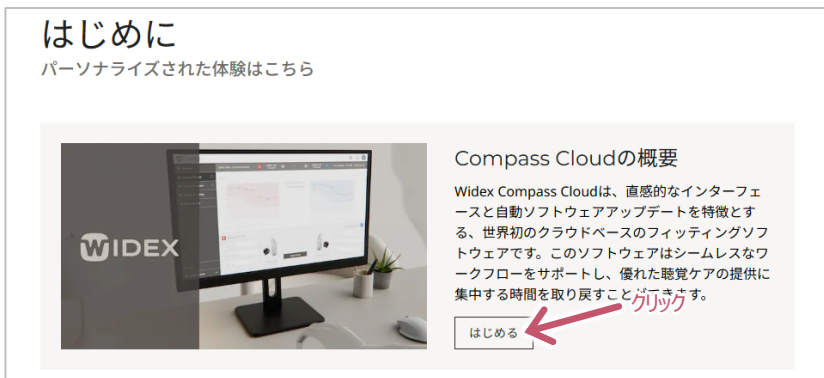 はじめに
パーソナライズされた体験はこちら
WIDEX
Compass Cloudの概要
Widex Compass Cloudは、直感的なインターフェ
ースと自動ソフトウェアアップデートを特徴とす
る、世界初のクラウドベースのフィッティングソフ
トウェアです。このソフトウェアはシームレスなワ
ークフローをサポートし、優れた聴覚ケアの提供に
集中する時間を取り戻すことができます。
クリック
はじめる